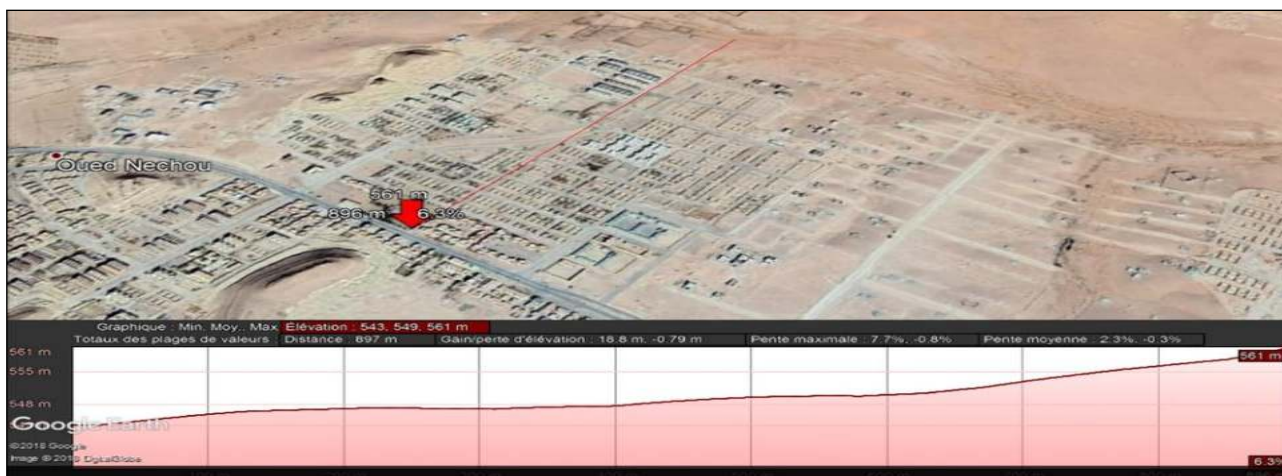 Oued Nechou
561 m
896 m 6.3%
Graphique : Min. Moy.. Max. Élévation : 543, 549, 561 m
Totaux des plages de valeurs : Distance : 897 m Gain/perte d'élévation : 18.8 m, -0.79 m Pente maximale : 7.7%, -0.8% Pente moyenne : 2.3%, -0.3%
561 m
561 m
555 m
548 m
Google Earth
©2018 Google
Image © 2018 DigitalGlobe
6.3%